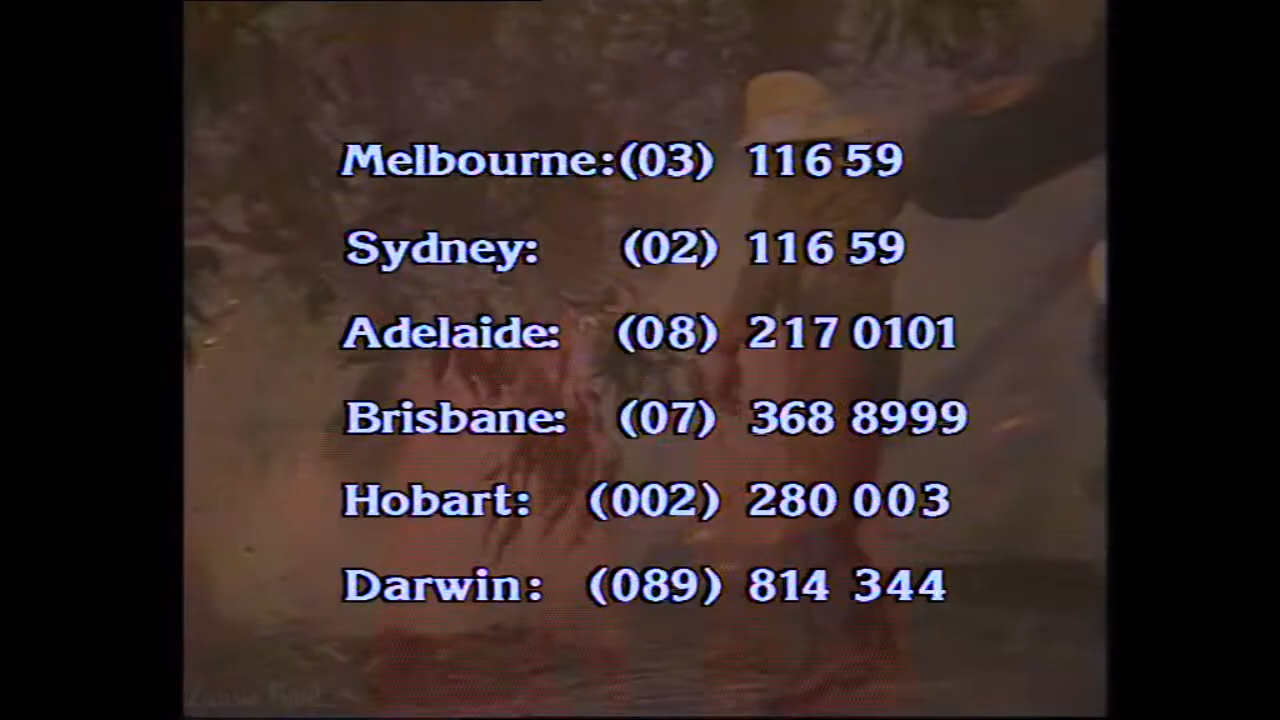 Melbourne: (03) 116 59
Sydney: (02) 116 59
Adelaide: (08) 217 0101
Brisbane: (07) 368 8999
Hobart: (002) 280 003
Darwin: (089) 814 344